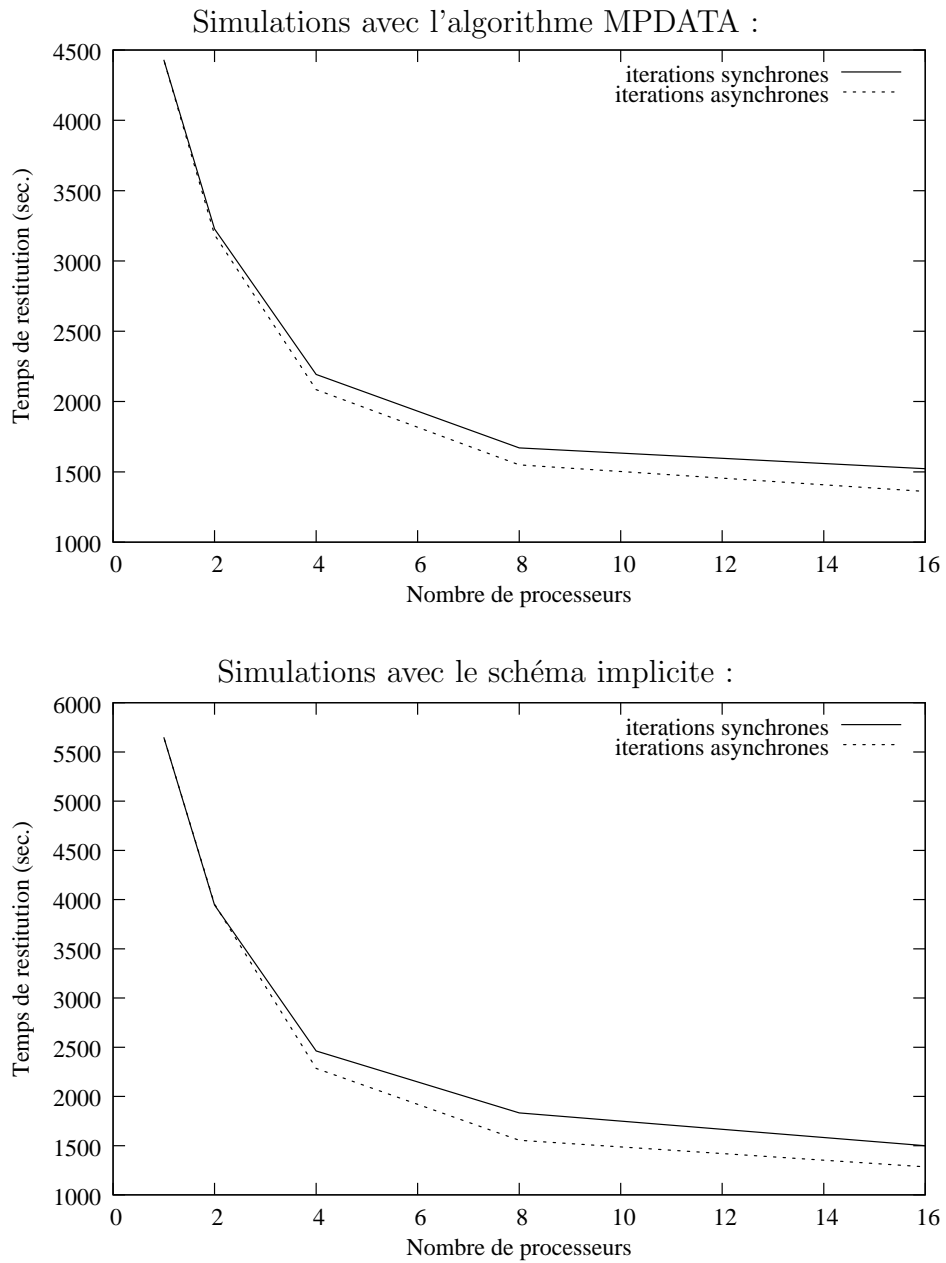 Simulations avec l'algorithme MPDATA :
4500
4000
3500
3000
2500
2000
1500
1000
Temps de restitution (sec.)
iterations synchrones
iterations asynchrones
0 2 4 6 8 10 12 14 16
Nombre de processeurs
Simulations avec le schéma implicite :
6000
5500
5000
4500
4000
3500
3000
2500
2000
1500
1000
Temps de restitution (sec.)
iterations synchrones
iterations asynchrones
0 2 4 6 8 10 12 14 16
Nombre de processeurs